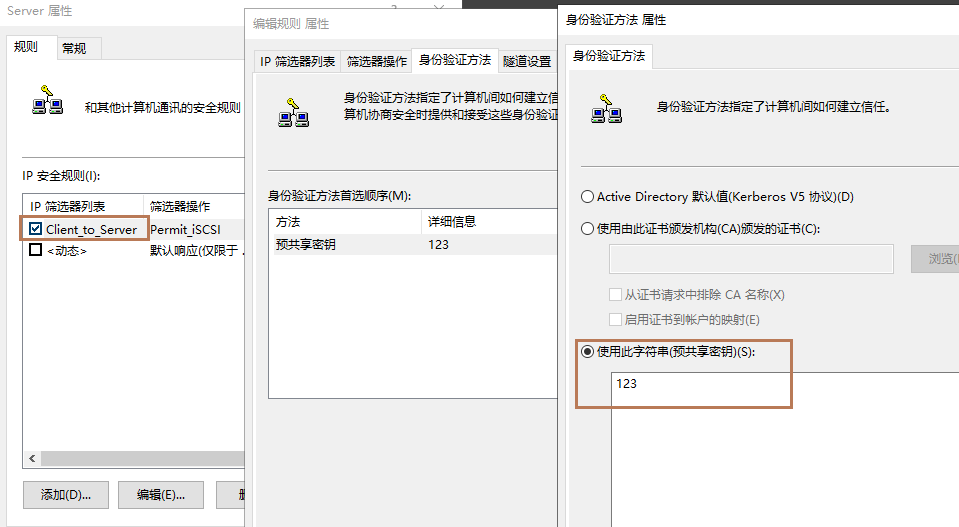 Server 属性
规则
常规
和其他计算机通讯的安全规则
IP 安全规则(I):
IP 筛选器列表
筛选器操作
Client_to_Server
Permit_iSCSI
<动态>
默认响应(仅限于
添加(D)...
编辑(E)...
编辑规则 属性
IP 筛选器列表
筛选器操作
身份验证方法
隧道设置
身份验证方法指定了计算机间如何建立信
算机协商安全时提供和接受这些身份验证
身份验证方法首选顺序(M):
方法
详细信息
预共享密钥
123
身份验证方法 属性
身份验证方法
身份验证方法指定了计算机间如何建立信任。
Active Directory 默认值(Kerberos V5 协议)(D)
使用由此证书颁发机构(CA)颁发的证书(C):
浏览(
从证书请求中排除 CA 名称(X)
启用证书到帐户的映射(E)
使用此字符串(预共享密钥)(S):
123